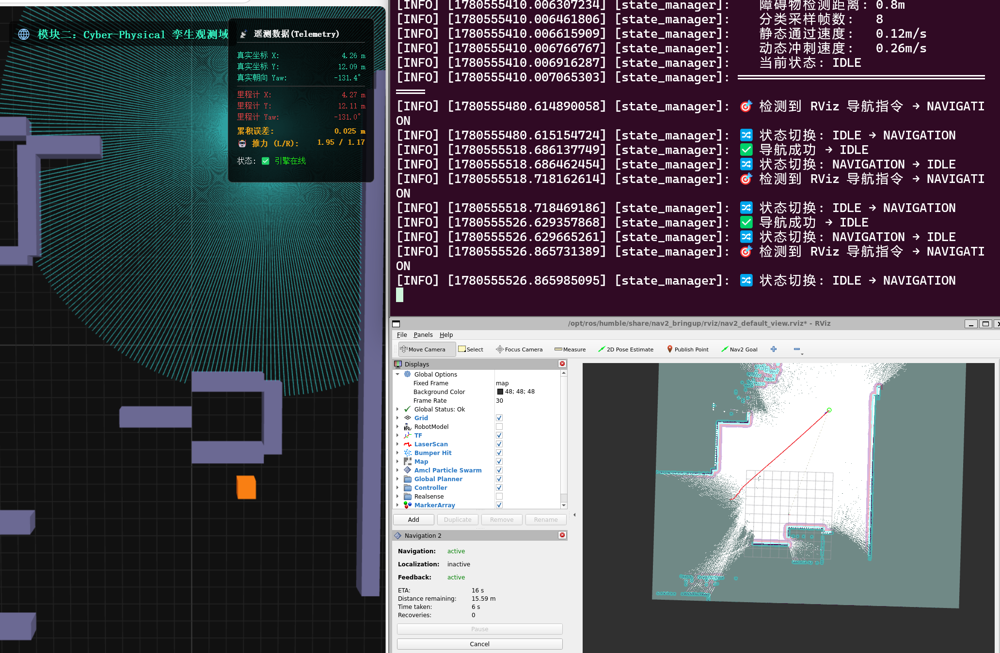 模块二：Cyber-Physical 孪生观测域
遥测数据(Telemetry)
真实坐标 X: 4.26 m
真实坐标 Y: 12.09 m
真实朝向 Yaw: -131.4°
里程计 X: 4.27 m
里程计 Y: 12.11 m
里程计 Yaw: -131.0°
累积误差: 0.025 m
推力 (L/R): 1.95 / 1.17
状态: ✅ 引擎在线
[INFO] [1780555410.006307234] [state_manager]: 障碍物检测距离: 0.8m
[INFO] [1780555410.006461806] [state_manager]: 分类采样帧数: 8
[INFO] [1780555410.006615909] [state_manager]: 静态通过速度: 0.12m/s
[INFO] [1780555410.006766767] [state_manager]: 动态冲刺速度: 0.26m/s
[INFO] [1780555410.006916287] [state_manager]: 当前状态: IDLE
[INFO] [1780555410.007065303] [state_manager]: ══════════════════════════════════
════
[INFO] [1780555480.614890058] [state_manager]: 🎯 检测到 RViz 导航指令 → NAVIGATI
ON
[INFO] [1780555480.615154724] [state_manager]: 🔀 状态切换: IDLE → NAVIGATION
[INFO] [1780555518.686137749] [state_manager]: ✅ 导航成功 → IDLE
[INFO] [1780555518.686462454] [state_manager]: 🔀 状态切换: NAVIGATION → IDLE
[INFO] [1780555518.718162614] [state_manager]: 🎯 检测到 RViz 导航指令 → NAVIGATI
ON
[INFO] [1780555518.718469186] [state_manager]: 🔀 状态切换: IDLE → NAVIGATION
[INFO] [1780555526.629357868] [state_manager]: ✅ 导航成功 → IDLE
[INFO] [1780555526.629665261] [state_manager]: 🔀 状态切换: NAVIGATION → IDLE
[INFO] [1780555526.865731389] [state_manager]: 🎯 检测到 RViz 导航指令 → NAVIGATI
ON
[INFO] [1780555526.865985095] [state_manager]: 🔀 状态切换: IDLE → NAVIGATION
/opt/ros/humble/share/nav2_bringup/rviz/nav2_default_view.rviz* - RViz
File Panels Help
Move Camera Select Focus Camera Measure 2D Pose Estimate Publish Point Nav2 Goal
Displays
Global Options
Fixed Frame map
Background Color 48; 48; 48
Frame Rate 30
Global Status: Ok
Grid
RobotModel
TF
LaserScan
Bumper Hit
Map
Amcl Particle Swarm
Global Planner
Controller
Realsense
MarkerArray
Add Duplicate Remove Rename
Navigation 2
Navigation: active
Localization: inactive
Feedback: active
ETA: 16 s
Distance remaining: 15.59 m
Time taken: 6 s
Recoveries: 0
Pause
Cancel